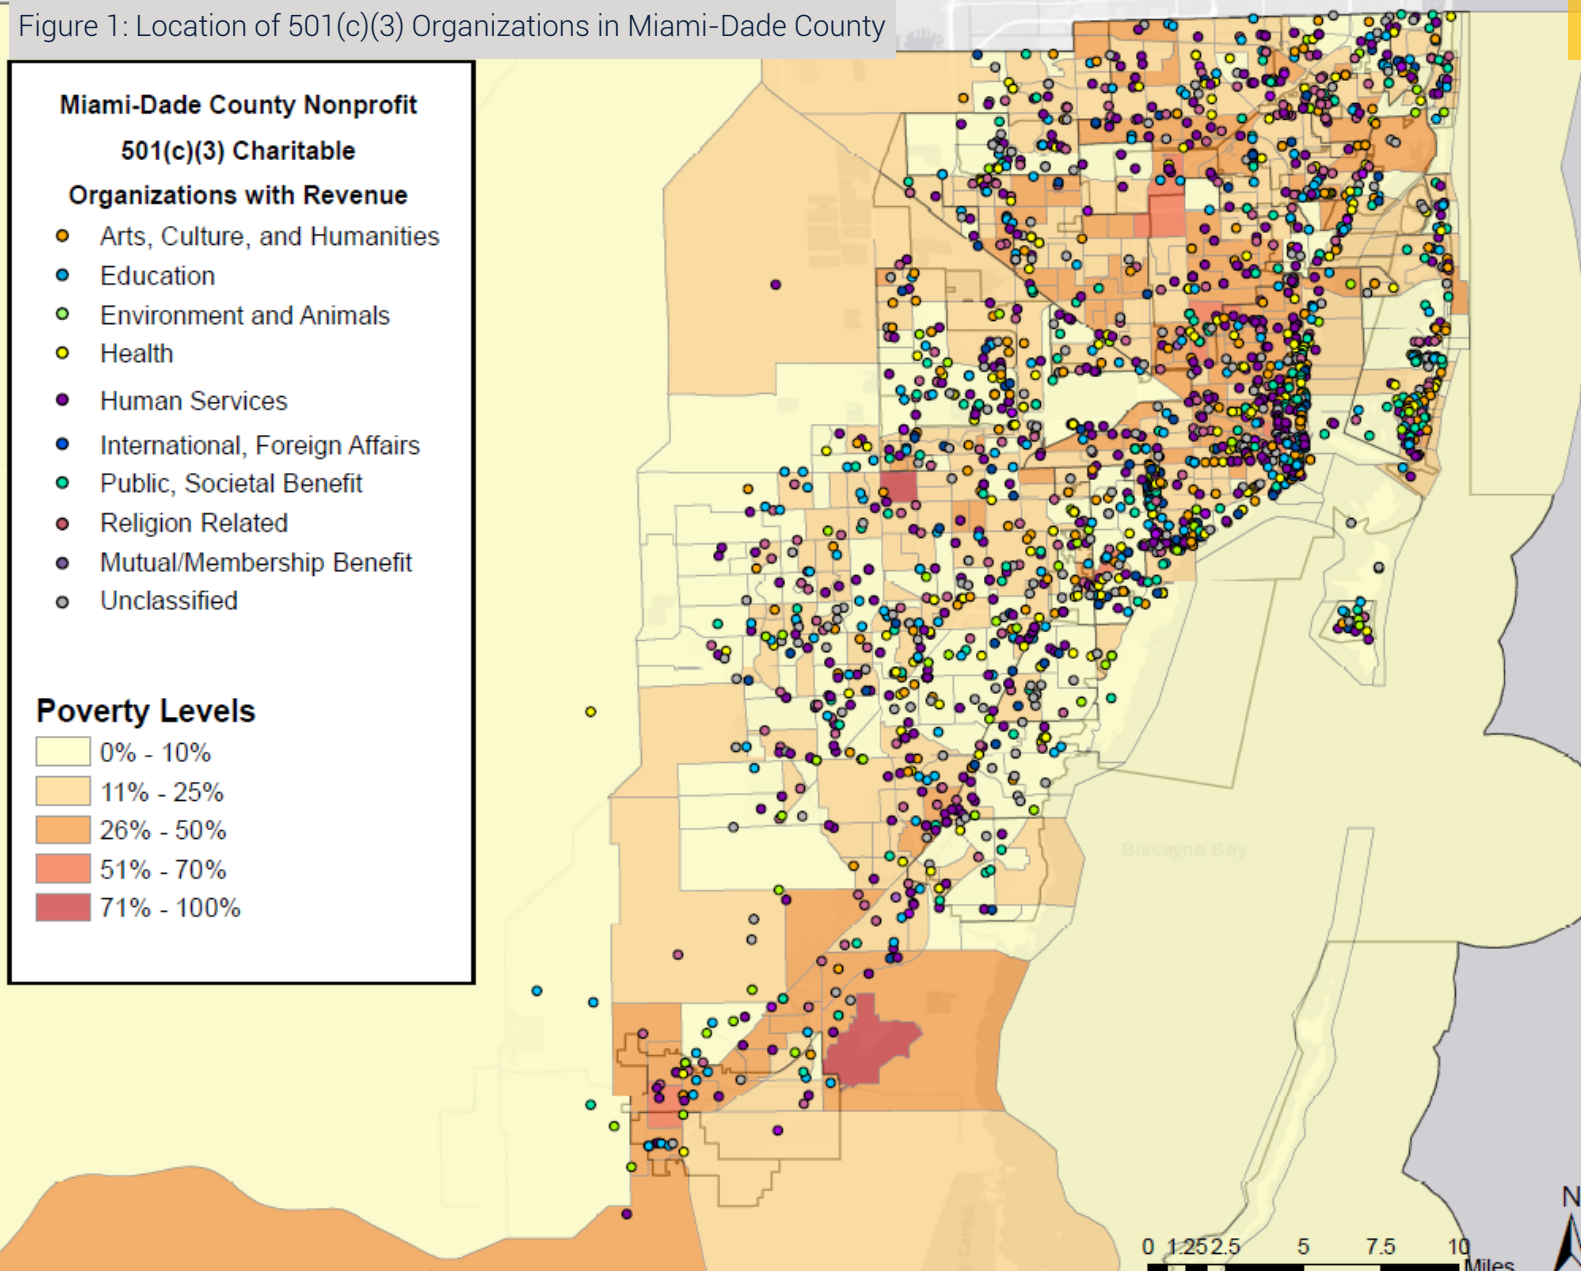 Figure 1: Location of 501(c)(3) Organizations in Miami-Dade County
Miami-Dade County Nonprofit
501(c)(3) Charitable
Organizations with Revenue
Arts, Culture, and Humanities
Education
Environment and Animals
Health
Human Services
International, Foreign Affairs
Public, Societal Benefit
Religion Related
Mutual/Membership Benefit
Unclassified
Poverty Levels
0% - 10%
11% - 25%
26% - 50%
51% - 70%
71% - 100%
Biscayne Bay
N
0 1.25 2.5 5 7.5 10
Miles